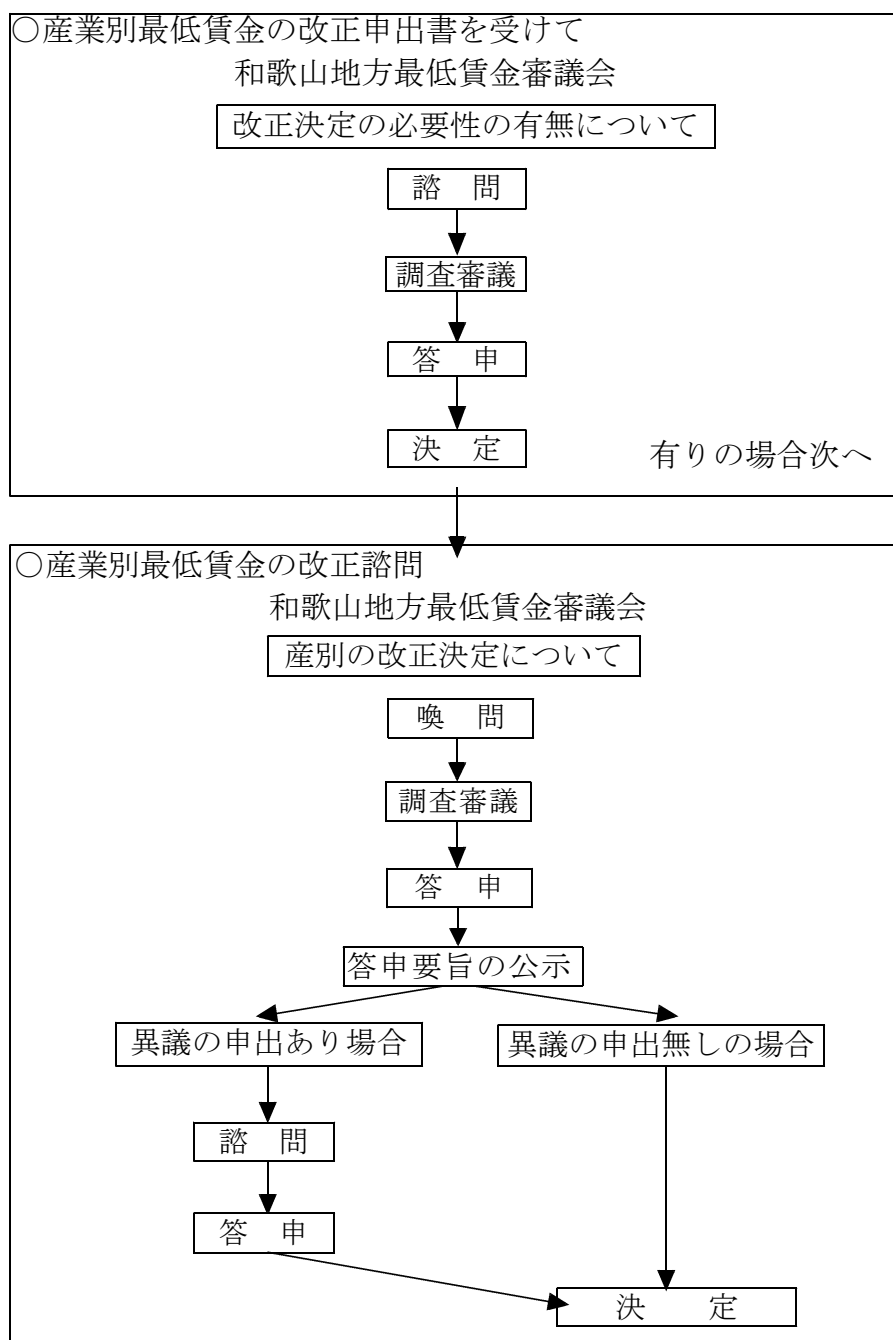 ○産業別最低賃金の改正申出書を受けて
和歌山地方最低賃金審議会
改正決定の必要性の有無について
諮 問
調査審議
答 申
決 定
有りの場合次へ
○産業別最低賃金の改正諮問
和歌山地方最低賃金審議会
産別の改正決定について
喚 問
調査審議
答 申
答申要旨の公示
異議の申出あり場合
異議の申出無しの場合
諮 問
答 申
決 定